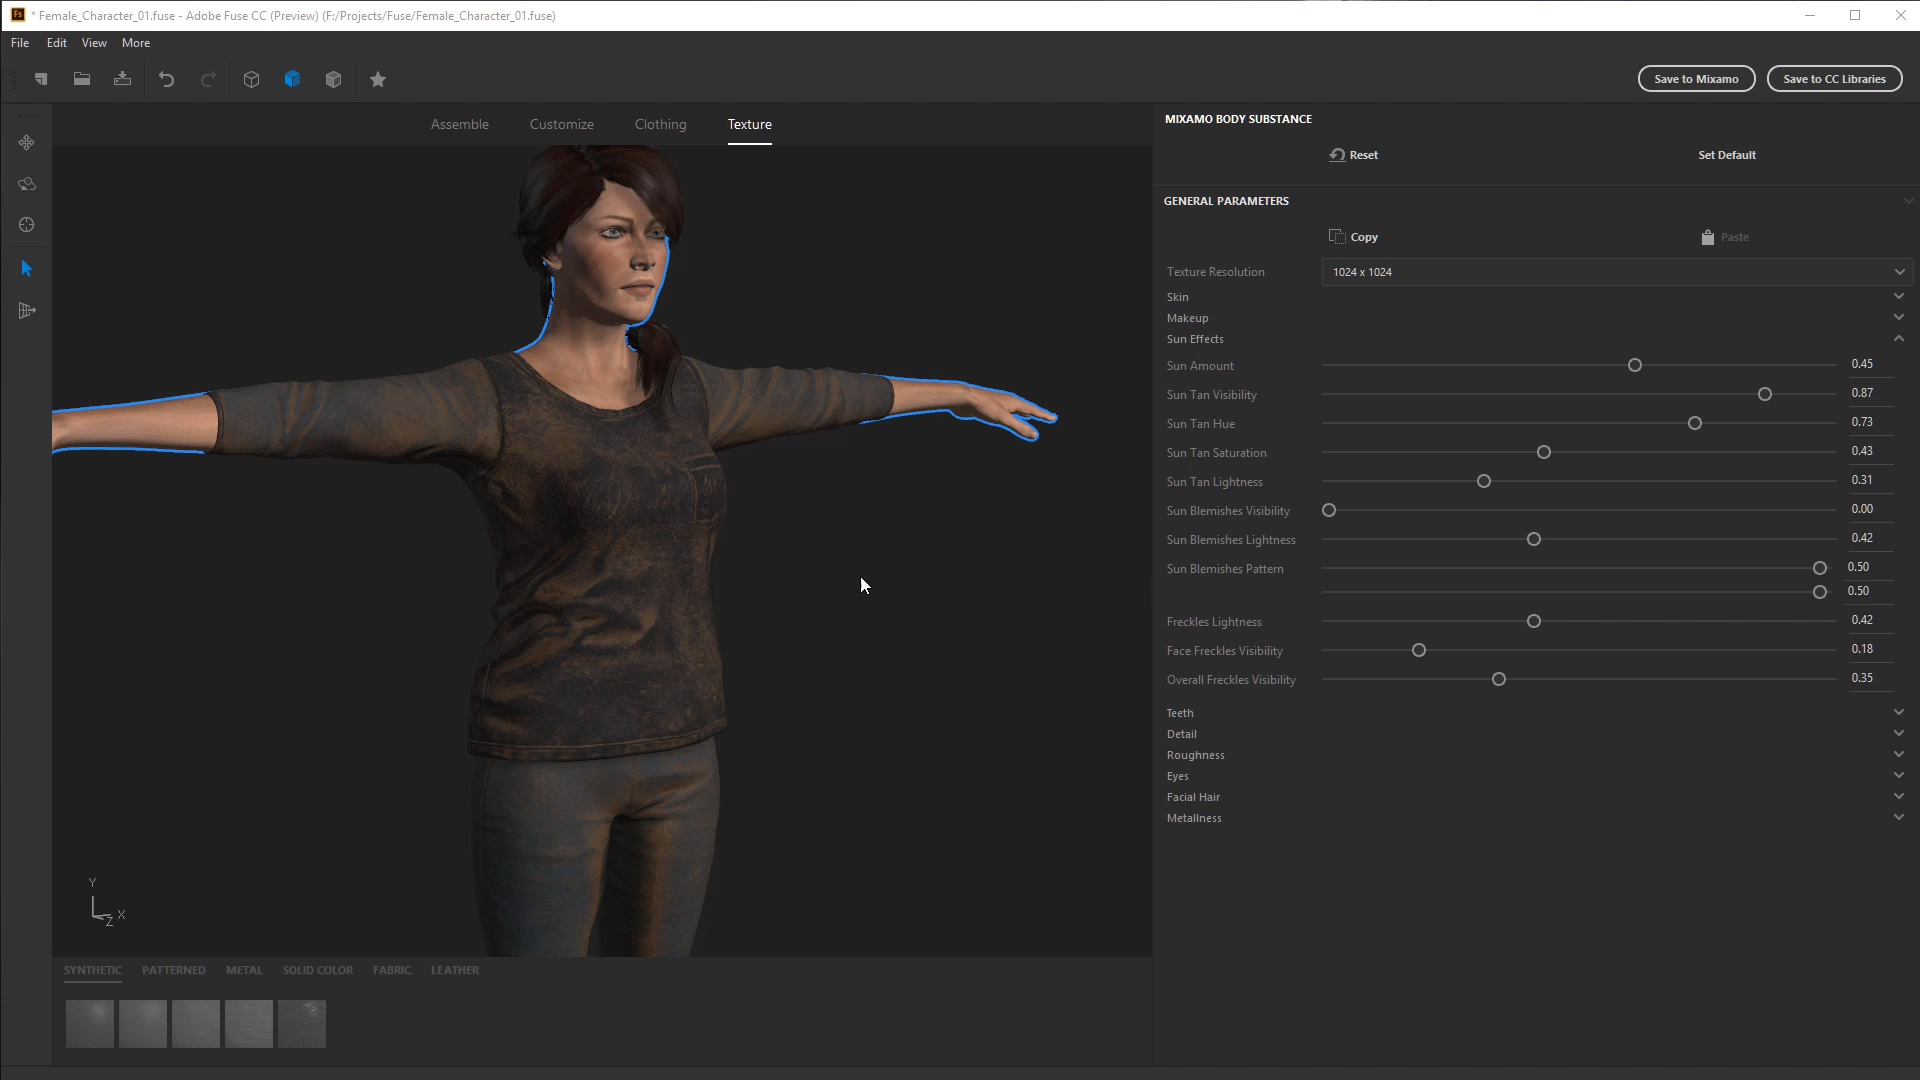 Fs * Female_Character_01.fuse - Adobe Fuse CC (Preview) (F:/Projects/Fuse/Female_Character_01.fuse)
File Edit View More
Save to Mixamo Save to CC Libraries
Assemble Customize Clothing Texture
MIXAMO BODY SUBSTANCE
Reset Set Default
GENERAL PARAMETERS
Copy Paste
Texture Resolution 1024 x 1024
Skin
Makeup
Sun Effects
Sun Amount 0.45
Sun Tan Visibility 0.87
Sun Tan Hue 0.73
Sun Tan Saturation 0.43
Sun Tan Lightness 0.31
Sun Blemishes Visibility 0.00
Sun Blemishes Lightness 0.42
Sun Blemishes Pattern 0.50
0.50
Freckles Lightness 0.42
Face Freckles Visibility 0.18
Overall Freckles Visibility 0.35
Teeth
Detail
Roughness
Eyes
Facial Hair
Metallness
Y
X
Z
SYNTHETIC PATTERNED METAL SOLID COLOR FABRIC LEATHER